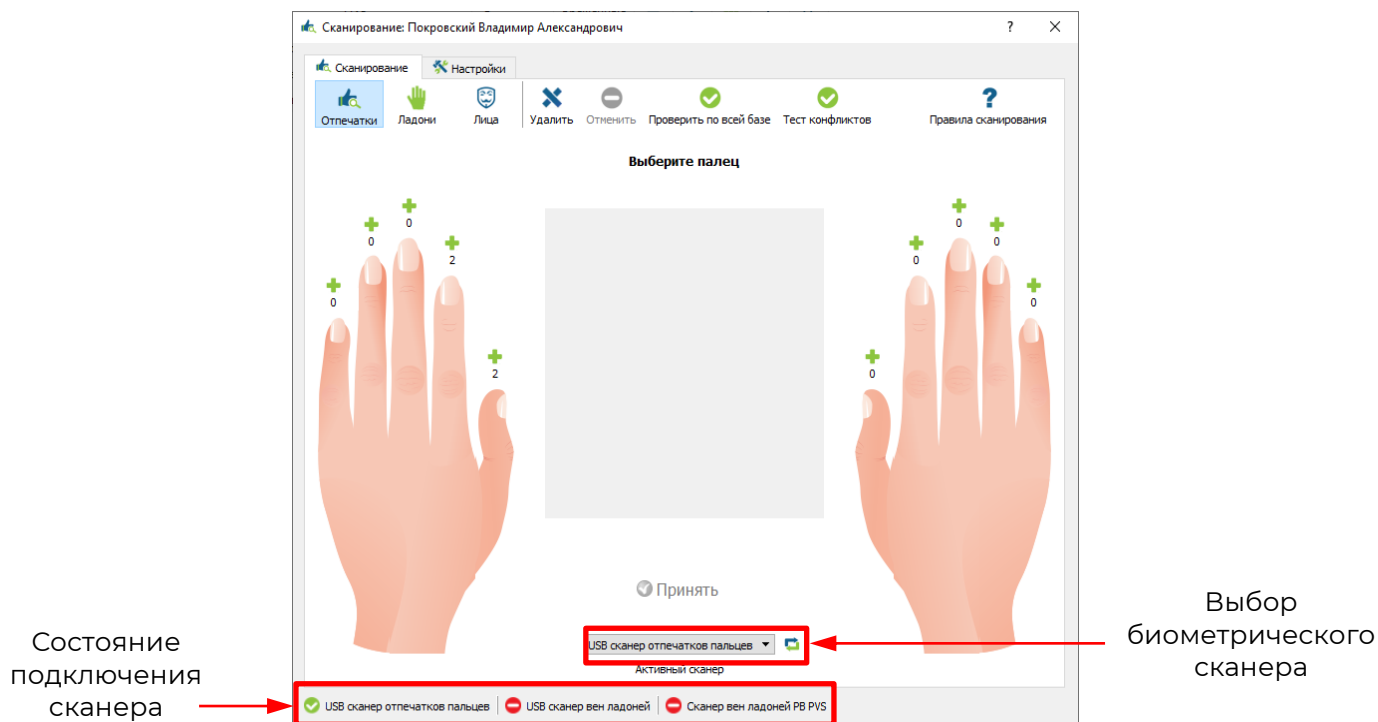 Сканирование: Покровский Владимир Александрович
?
Сканирование Настройки
Отпечатки Ладони Лица Удалить Отменить Проверить по всей базе Тест конфликтов Правила сканирования
Выберите палец
0
0
0
2
2
0
0
0
0
0
Принять
USB сканер отпечатков пальцев
Активный сканер
USB сканер отпечатков пальцев USB сканер вен ладоней Сканер вен ладоней PB PVS
Состояние
подключения
сканера
Выбор
биометрического
сканера